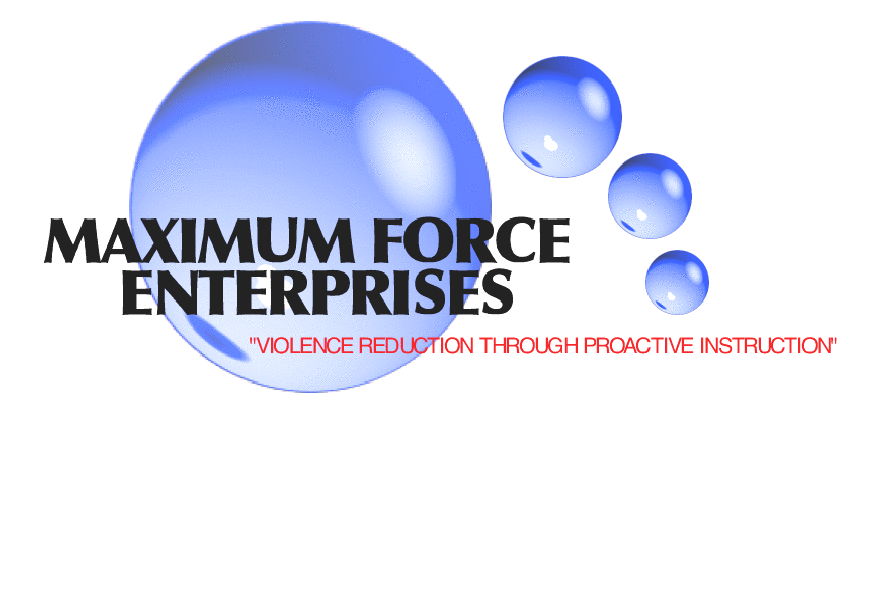 MAXIMUM FORCE
ENTERPRISES
"VIOLENCE REDUCTION THROUGH PROACTIVE INSTRUCTION"